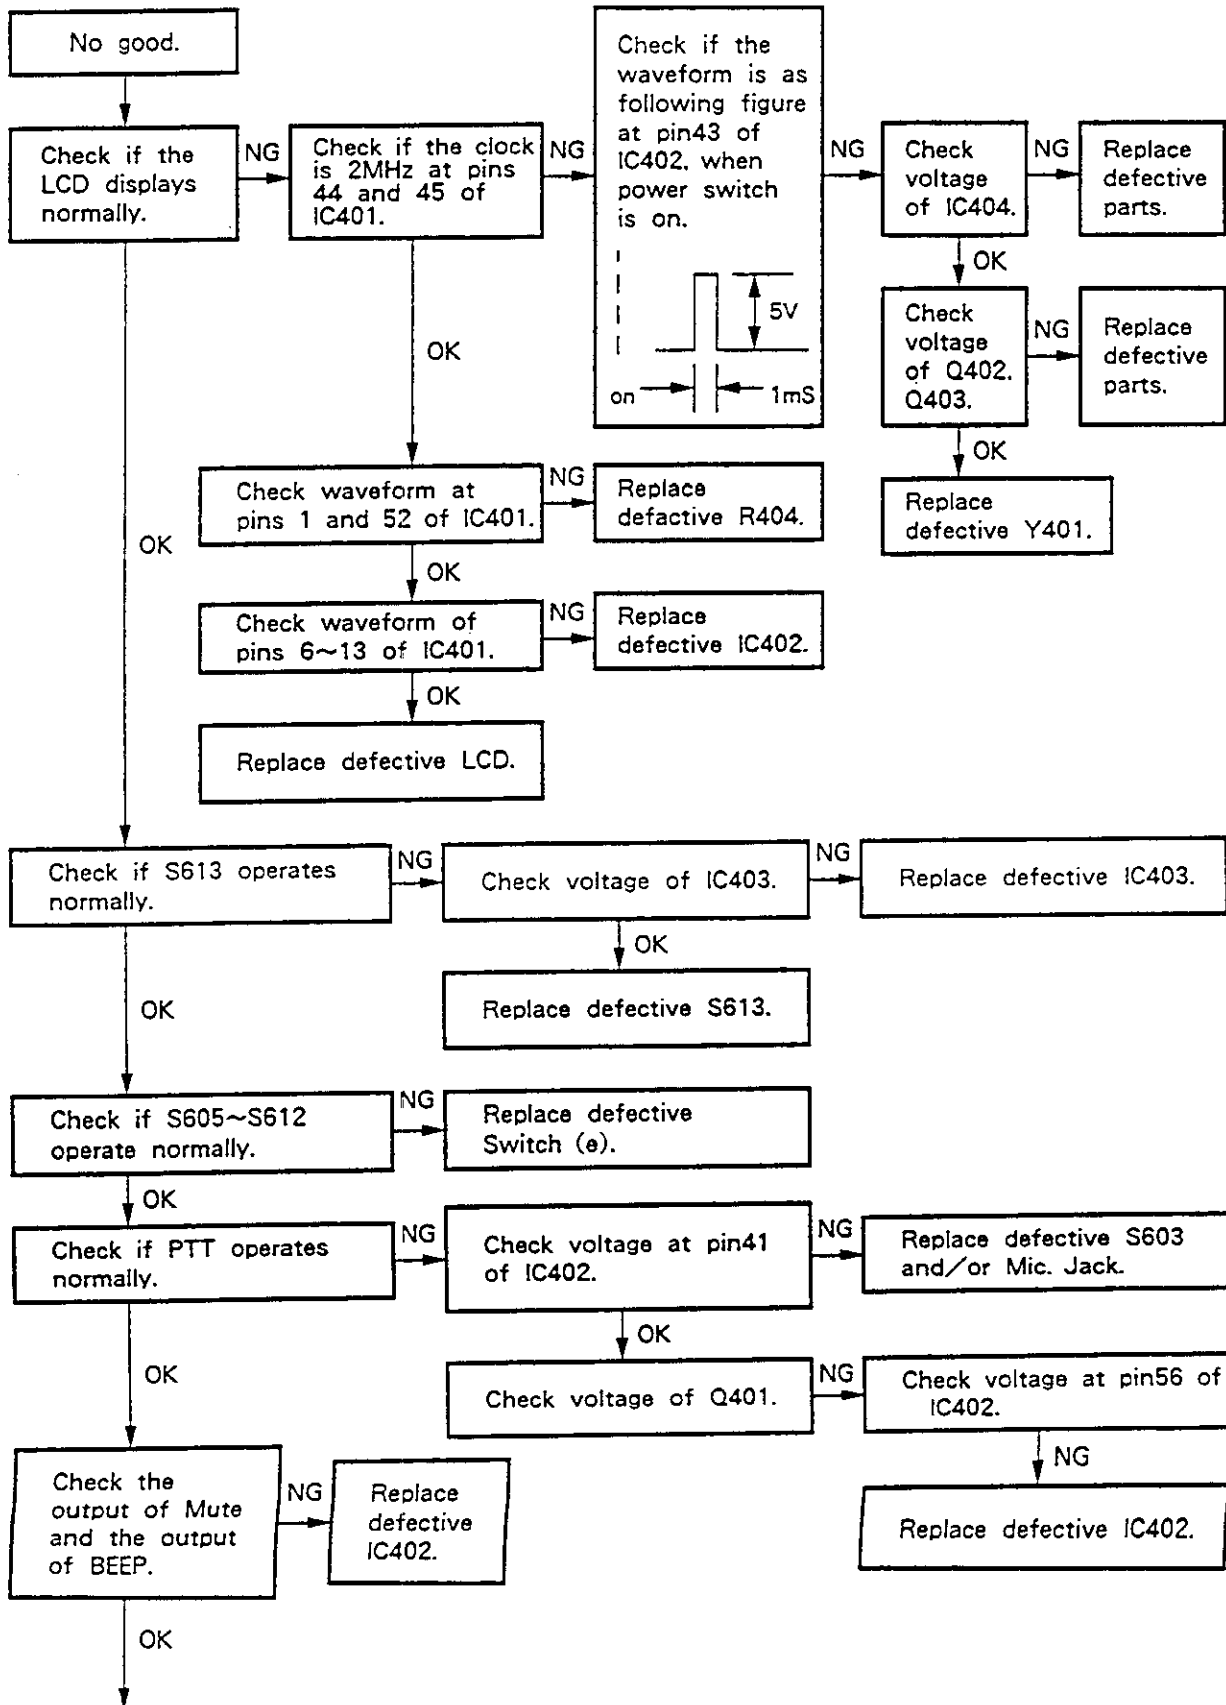 No good.
Check if the
LCD displays
normally.
NG
Check if the clock
is 2MHz at pins
44 and 45 of
IC401.
NG
Check if the
waveform is as
following figure
at pin43 of
IC402, when
power switch
is on.
5V
on
1mS
NG
Check
voltage
of IC404.
NG
Replace
defective
parts.
OK
Check
voltage
of Q402.
Q403.
NG
Replace
defective
parts.
OK
Replace
defective Y401.
OK
Check waveform at
pins 1 and 52 of IC401.
NG
Replace
defactive R404.
OK
Check waveform of
pins 6~13 of IC401.
NG
Replace
defective IC402.
OK
Replace defective LCD.
OK
Check if S613 operates
normally.
NG
Check voltage of IC403.
NG
Replace defective IC403.
OK
Replace defective S613.
OK
Check if S605~S612
operate normally.
NG
Replace defective
Switch (e).
OK
Check if PTT operates
normally.
NG
Check voltage at pin41
of IC402.
NG
Replace defective S603
and/or Mic. Jack.
OK
Check voltage of Q401.
NG
Check voltage at pin56 of
IC402.
NG
Replace defective IC402.
OK
Check the
output of Mute
and the output
of BEEP.
NG
Replace
defective
IC402.
OK